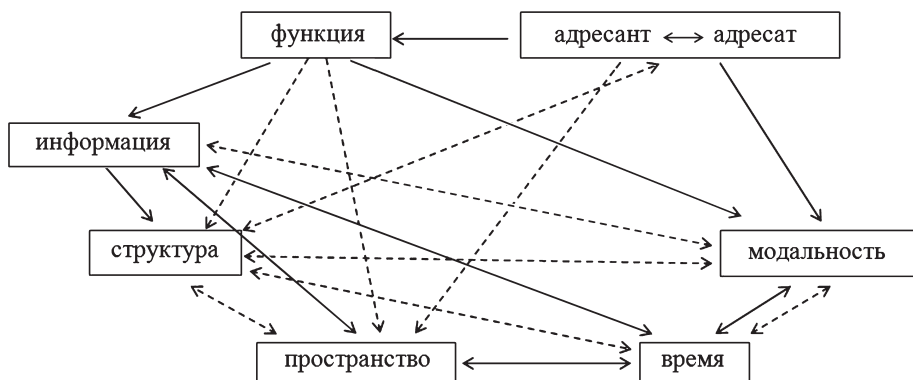 функция
адресант ⟷ адресат
информация
структура
модальность
пространство
время